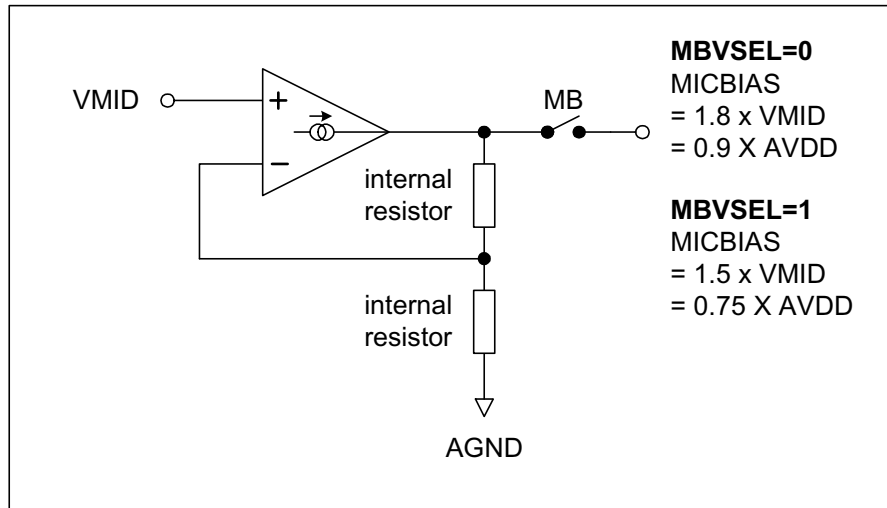 VMID
+
−
MB
internal
resistor
internal
resistor
AGND
MBVSEL=0
MICBIAS
= 1.8 x VMID
= 0.9 X AVDD
MBVSEL=1
MICBIAS
= 1.5 x VMID
= 0.75 X AVDD